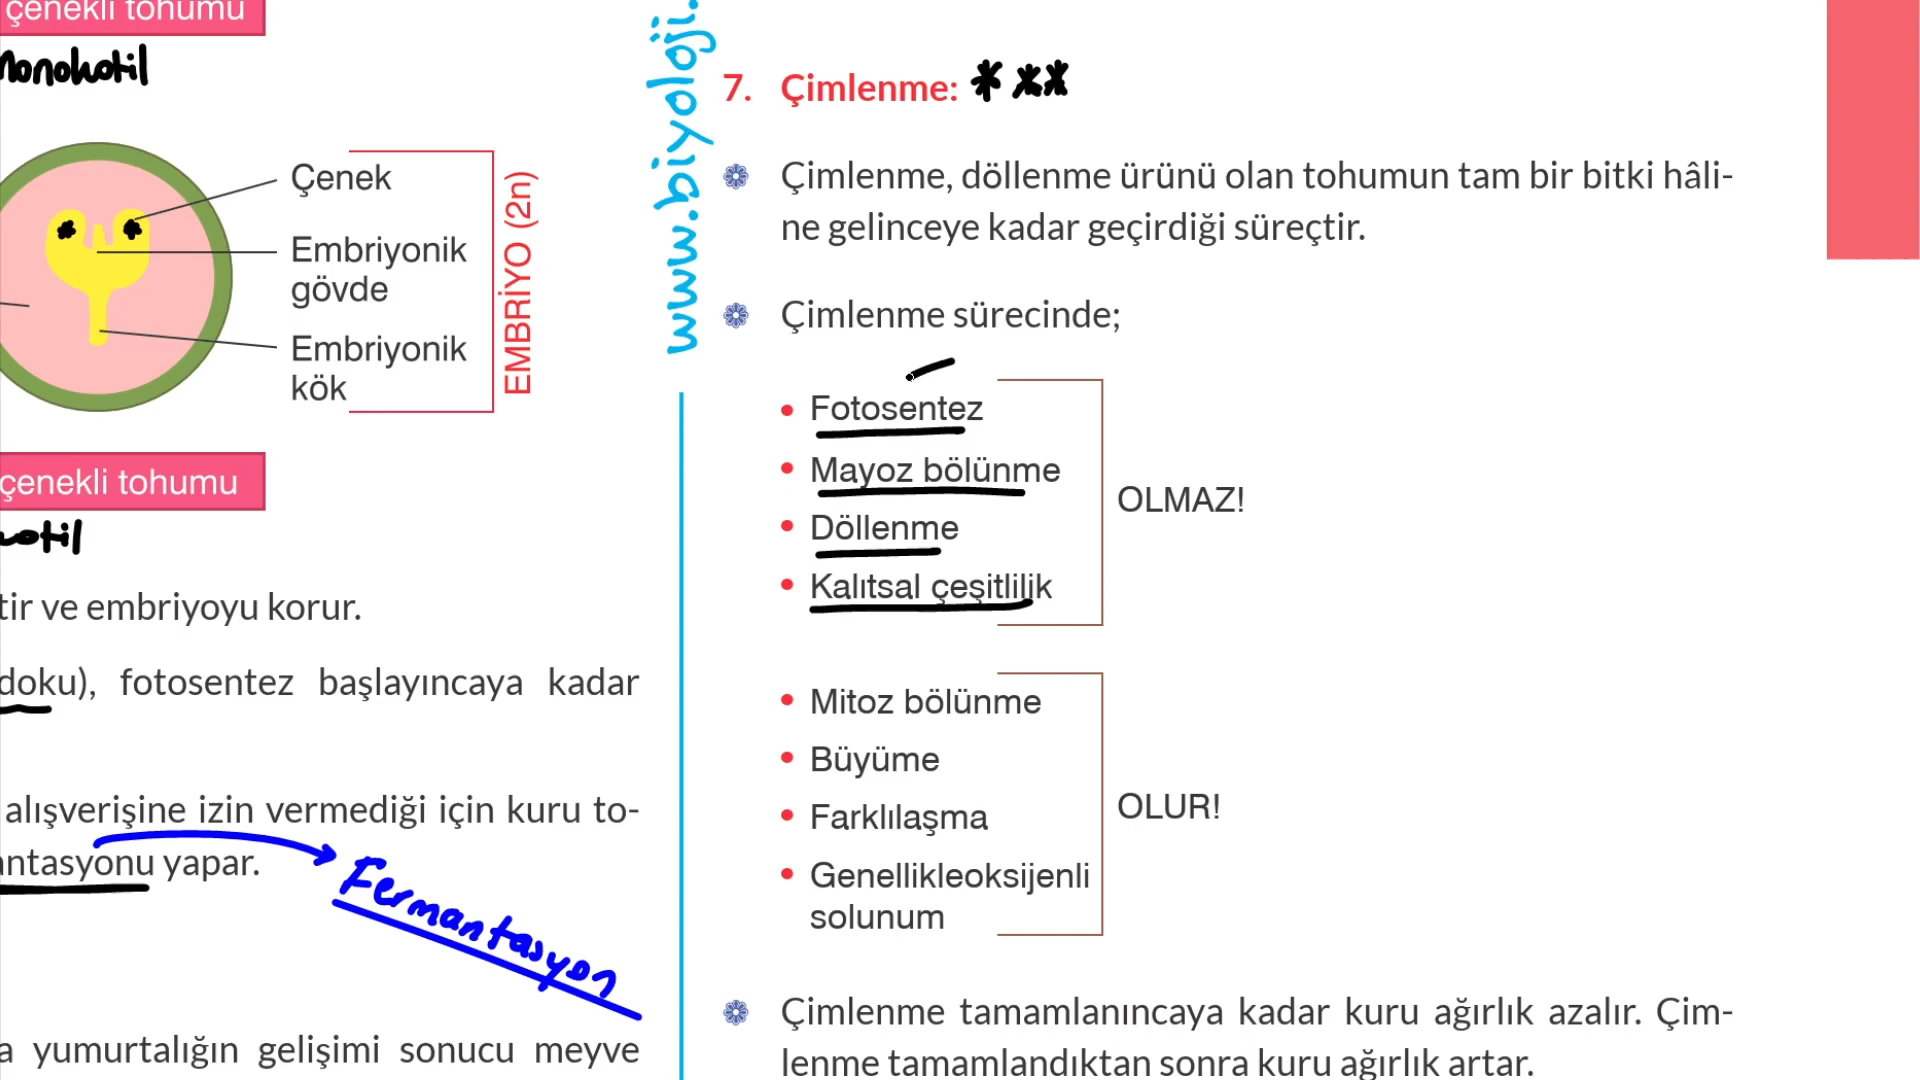 çenekli tohumu
Monokotil
Çenek
Embriyonik
gövde
Embriyonik
kök
EMBRİYO (2n)
çenekli tohumu
kotil
tir ve embriyoyu korur.
doku), fotosentez başlayıncaya kadar
alışverişine izin vermediği için kuru to-
antasyonu yapar.
Fermantasyon
a yumurtalığın gelişimi sonucu meyve
www.biyoloji.
7. Çimlenme: ***
Çimlenme, döllenme ürünü olan tohumun tam bir bitki hâli-
ne gelinceye kadar geçirdiği süreçtir.
Çimlenme sürecinde;
• Fotosentez
• Mayoz bölünme
• Döllenme
• Kalıtsal çeşitlilik
OLMAZ!
• Mitoz bölünme
• Büyüme
• Farklılaşma
• Genellikleoksijenli
solunum
OLUR!
Çimlenme tamamlanıncaya kadar kuru ağırlık azalır. Çim-
lenme tamamlandıktan sonra kuru ağırlık artar.